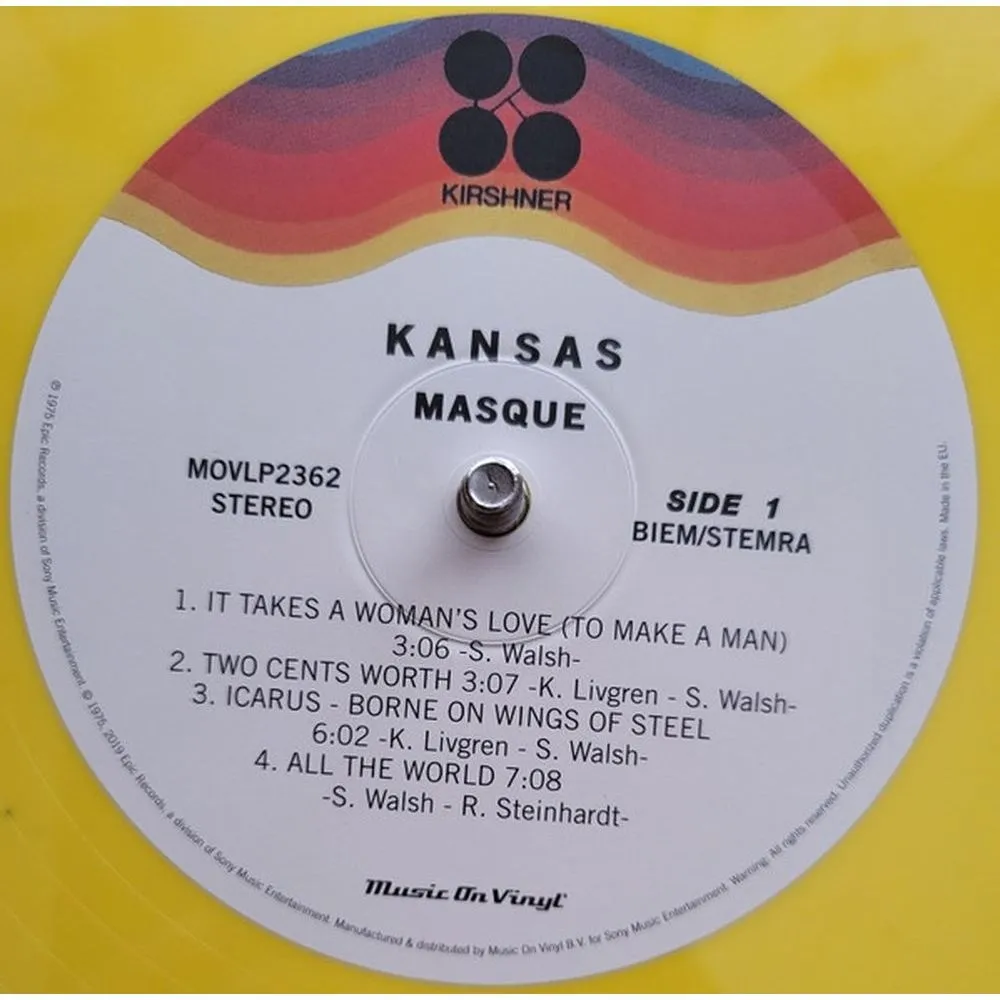 KIRSHNER
KANSAS
MASQUE
MOVLP2362
STEREO
SIDE 1
BIEM/STEMRA
1. IT TAKES A WOMAN'S LOVE (TO MAKE A MAN)
3:06 -S. Walsh-
2. TWO CENTS WORTH 3:07 -K. Livgren - S. Walsh-
3. ICARUS - BORNE ON WINGS OF STEEL
6:02 -K. Livgren - S. Walsh-
4. ALL THE WORLD 7:08
-S. Walsh - R. Steinhardt-
Music On Vinyl
℗ 1975 Epic Records, a division of Sony Music Entertainment. © 1975, 2019 Epic Records, a division of Sony Music Entertainment. Manufactured & distributed by Music On Vinyl B.V. for Sony Music Entertainment. Warning: All rights reserved. Unauthorized duplication is a violation of applicable laws. Made in the EU.